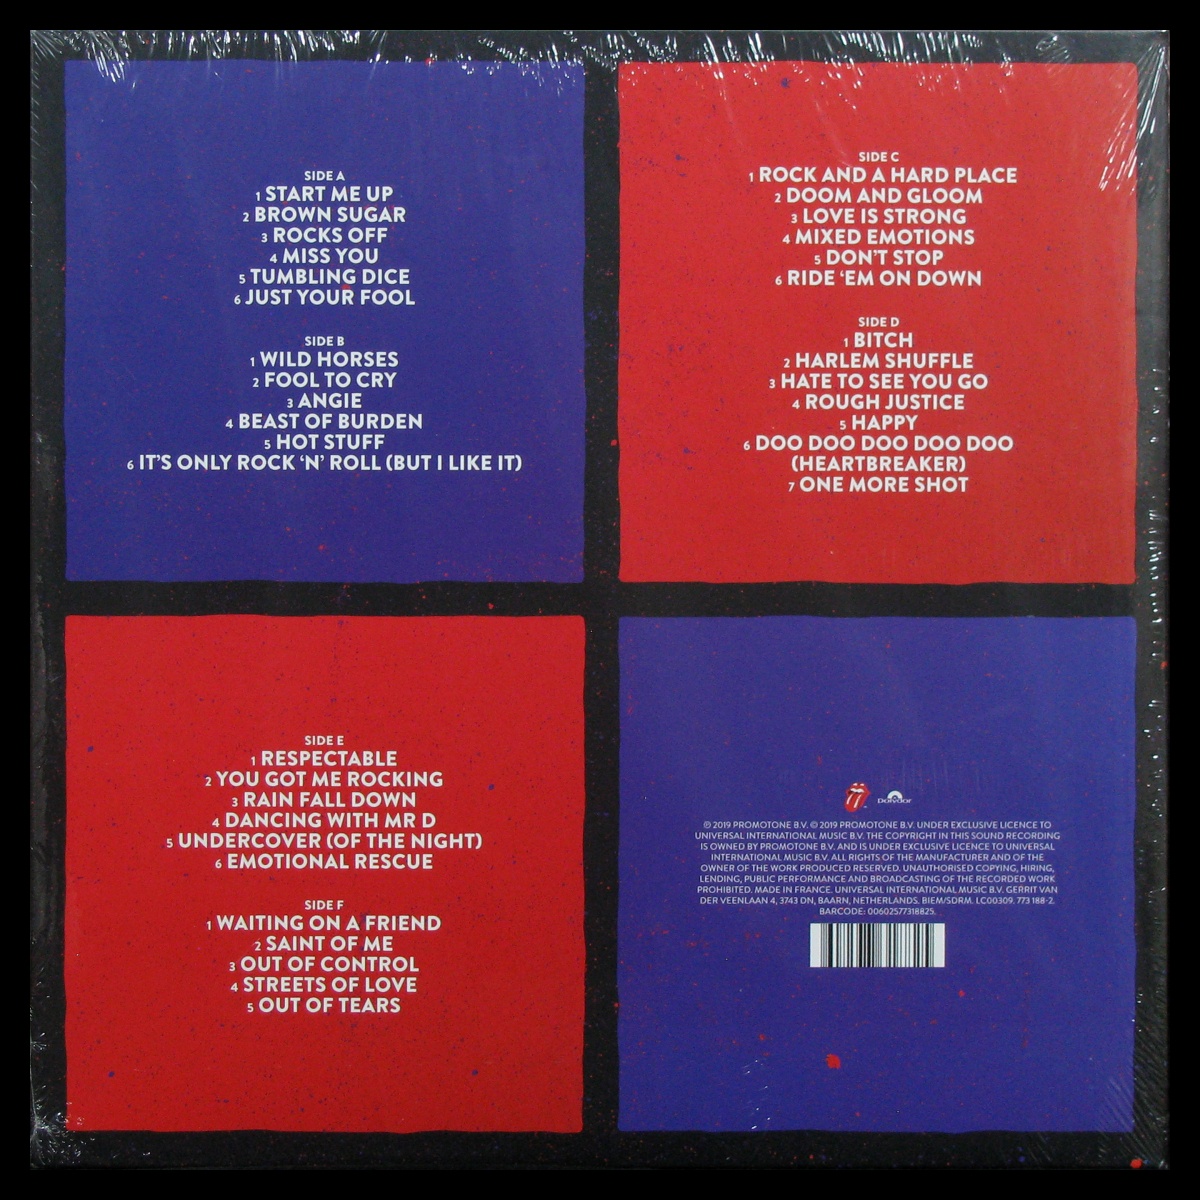 SIDE A
1 START ME UP
2 BROWN SUGAR
3 ROCKS OFF
4 MISS YOU
5 TUMBLING DICE
6 JUST YOUR FOOL
SIDE B
1 WILD HORSES
2 FOOL TO CRY
3 ANGIE
4 BEAST OF BURDEN
5 HOT STUFF
6 IT'S ONLY ROCK ‘N’ ROLL (BUT I LIKE IT)
SIDE C
1 ROCK AND A HARD PLACE
2 DOOM AND GLOOM
3 LOVE IS STRONG
4 MIXED EMOTIONS
5 DON'T STOP
6 RIDE ‘EM ON DOWN
SIDE D
1 BITCH
2 HARLEM SHUFFLE
3 HATE TO SEE YOU GO
4 ROUGH JUSTICE
5 HAPPY
6 DOO DOO DOO DOO DOO
(HEARTBREAKER)
7 ONE MORE SHOT
SIDE E
1 RESPECTABLE
2 YOU GOT ME ROCKING
3 RAIN FALL DOWN
4 DANCING WITH MR D
5 UNDERCOVER (OF THE NIGHT)
6 EMOTIONAL RESCUE
SIDE F
1 WAITING ON A FRIEND
2 SAINT OF ME
3 OUT OF CONTROL
4 STREETS OF LOVE
5 OUT OF TEARS
Polydor
℗ 2019 PROMOTONE B.V. © 2019 PROMOTONE B.V. UNDER EXCLUSIVE LICENCE TO
UNIVERSAL INTERNATIONAL MUSIC B.V. THE COPYRIGHT IN THIS SOUND RECORDING
IS OWNED BY PROMOTONE B.V. AND IS UNDER EXCLUSIVE LICENCE TO UNIVERSAL
INTERNATIONAL MUSIC B.V. ALL RIGHTS OF THE MANUFACTURER AND OF THE
OWNER OF THE WORK PRODUCED RESERVED. UNAUTHORISED COPYING, HIRING,
LENDING, PUBLIC PERFORMANCE AND BROADCASTING OF THE RECORDED WORK
PROHIBITED. MADE IN FRANCE. UNIVERSAL INTERNATIONAL MUSIC B.V. GERRIT VAN
DER VEENLAAN 4, 3743 DN, BAARN, NETHERLANDS. BIEM/SDRM. LC00309. 773 188-2.
BARCODE: 00602577318825.